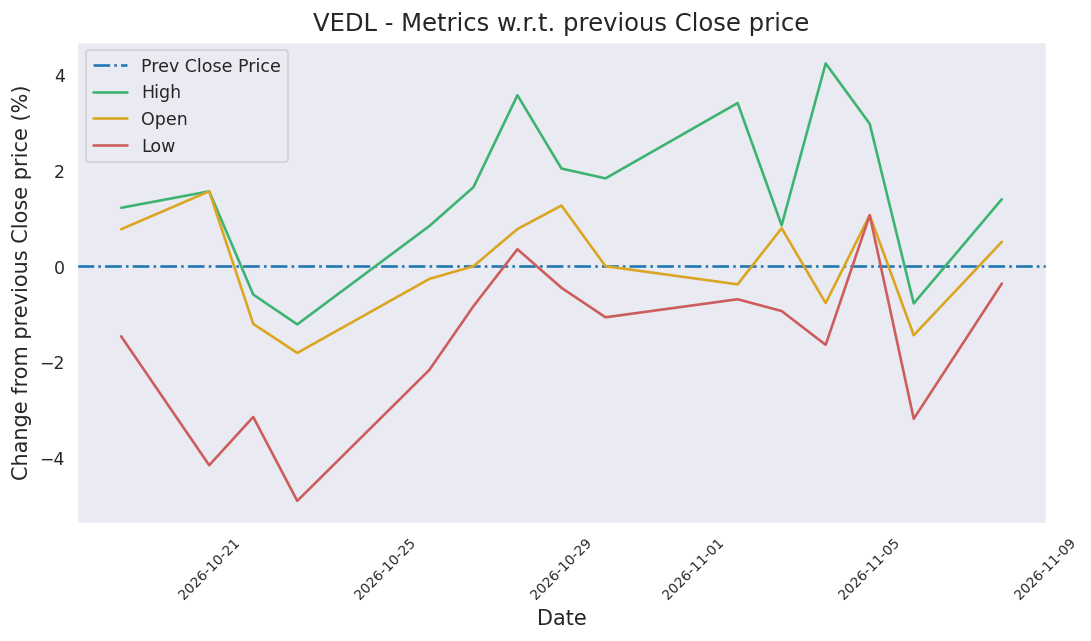 VEDL - Metrics w.r.t. previous Close price
Prev Close Price
High
Open
Low
Change from previous Close price (%)
4
2
0
−2
−4
2026-10-21
2026-10-25
2026-10-29
2026-11-01
2026-11-05
2026-11-09
Date